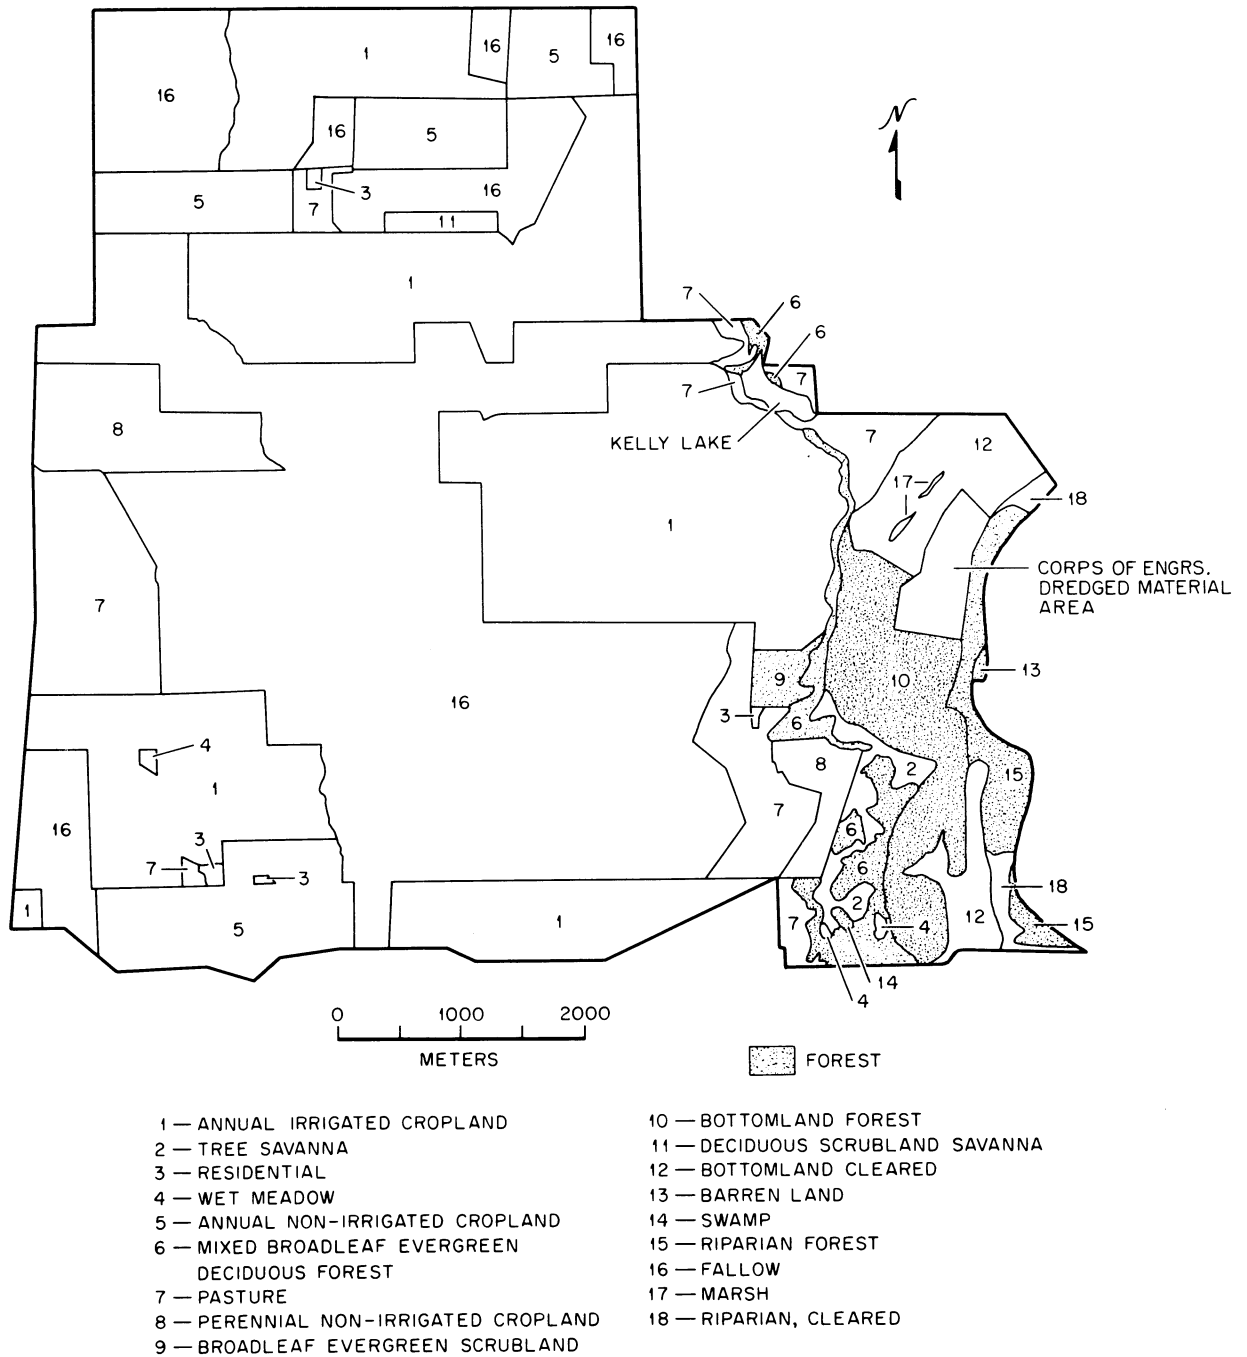 16
1
16
5
16
16
5
3
16
5
7
11
N
1
7
6
6
7
7
8
KELLY LAKE
7
12
17
18
1
CORPS OF ENGRS.
DREDGED MATERIAL
AREA
7
9
10
13
16
3
6
4
8
2
15
1
7
16
3
6
7
3
6
18
1
5
1
7
2
4
12
15
14
4
0 1000 2000
METERS
FOREST
1 — ANNUAL IRRIGATED CROPLAND
2 — TREE SAVANNA
3 — RESIDENTIAL
4 — WET MEADOW
5 — ANNUAL NON-IRRIGATED CROPLAND
6 — MIXED BROADLEAF EVERGREEN
DECIDUOUS FOREST
7 — PASTURE
8 — PERENNIAL NON-IRRIGATED CROPLAND
9 — BROADLEAF EVERGREEN SCRUBLAND
10 — BOTTOMLAND FOREST
11 — DECIDUOUS SCRUBLAND SAVANNA
12 — BOTTOMLAND CLEARED
13 — BARREN LAND
14 — SWAMP
15 — RIPARIAN FOREST
16 — FALLOW
17 — MARSH
18 — RIPARIAN, CLEARED